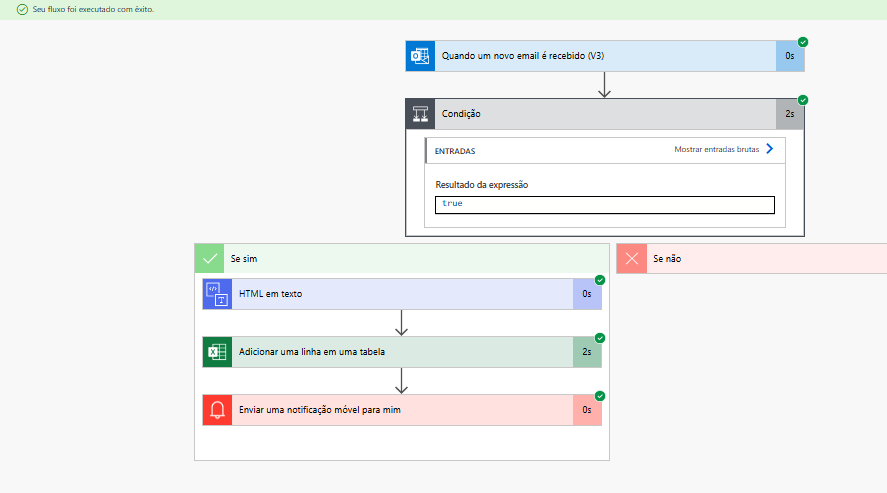 Seu fluxo foi executado com êxito.
Quando um novo email é recebido (V3)
0s
Condição
2s
ENTRADAS
Mostrar entradas brutas
Resultado da expressão
true
Se sim
Se não
HTML em texto
0s
Adicionar uma linha em uma tabela
2s
Enviar uma notificação móvel para mim
0s